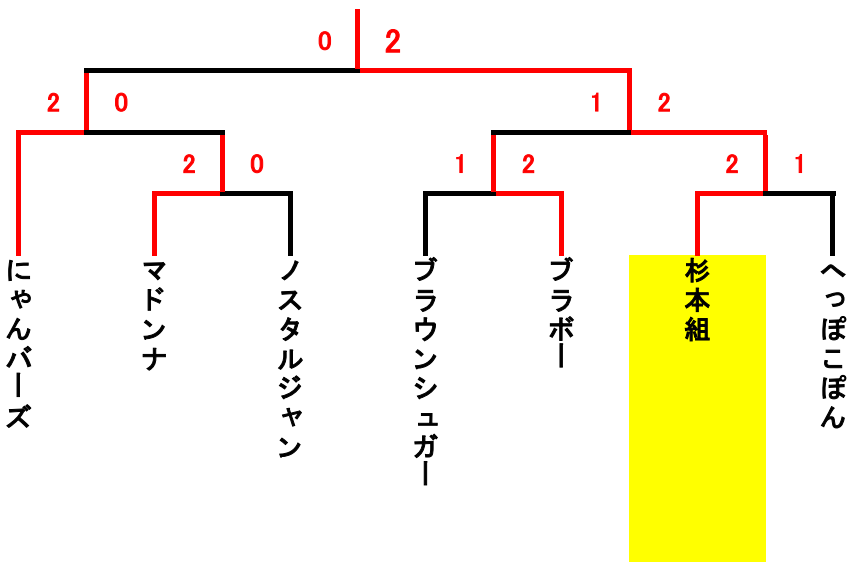 0 2
2 0 1 2
2 0 1 2 2 1
にゃんバーズ
マドンナ
ノスタルジャン
ブラウンシュガー
ブラボー
杉本組
へっぽこぽん